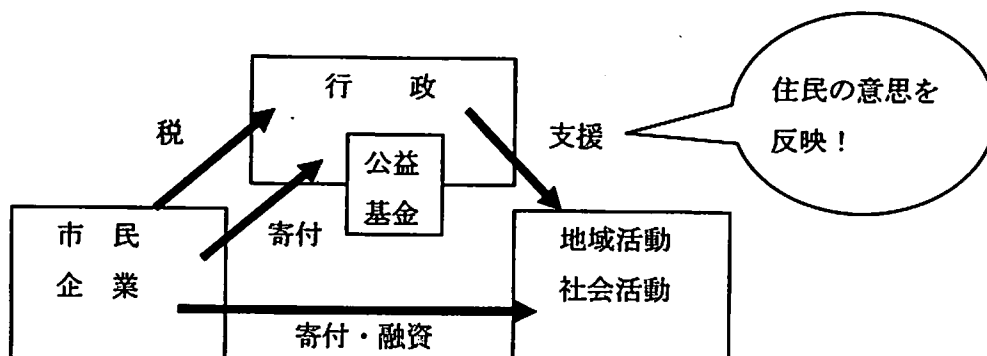 行　政
住民の意思を
反映！
税
支援
公益
基金
寄付
市　民
企　業
地域活動
社会活動
寄付・融資